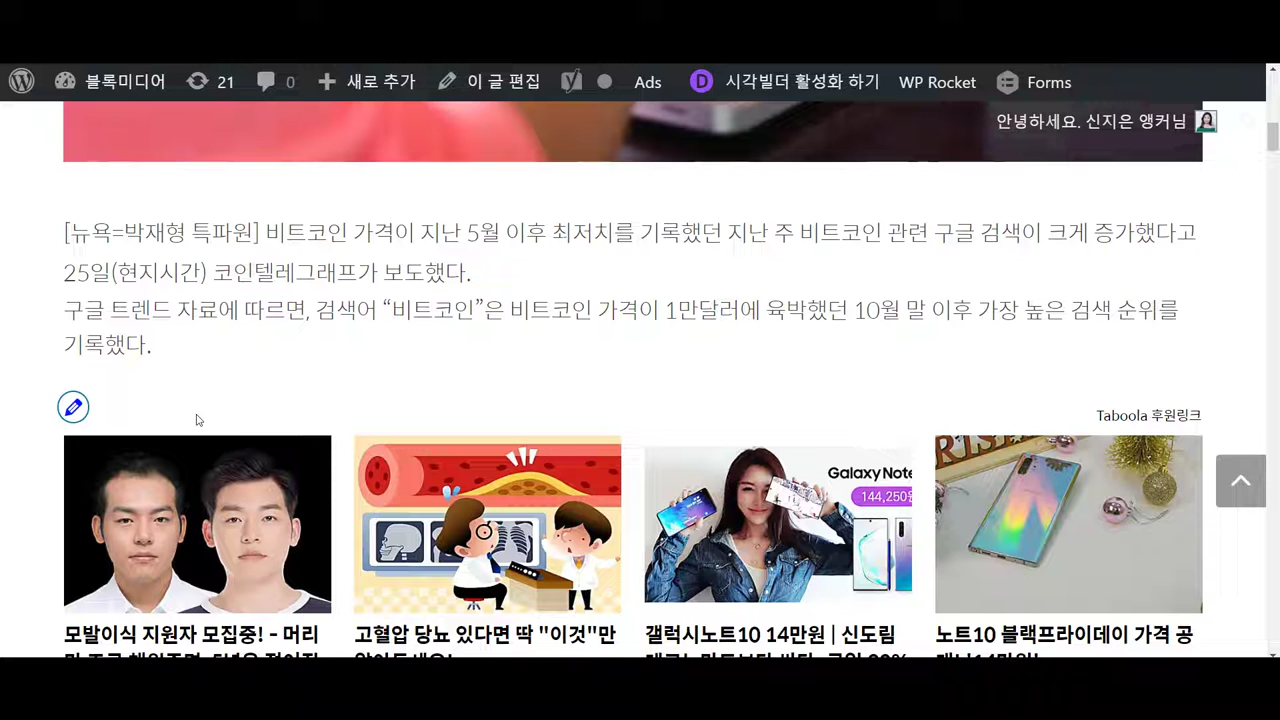 블록미디어 21 0 새로 추가 이 글 편집 Ads D 시각빌더 활성화 하기 WP Rocket Forms
안녕하세요. 신지은 앵커님
[뉴욕=박재형 특파원] 비트코인 가격이 지난 5월 이후 최저치를 기록했던 지난 주 비트코인 관련 구글 검색이 크게 증가했다고
25일(현지시간) 코인텔레그래프가 보도했다.
구글 트렌드 자료에 따르면, 검색어 “비트코인”은 비트코인 가격이 1만달러에 육박했던 10월 말 이후 가장 높은 검색 순위를
기록했다.
Taboola 후원링크
Galaxy Note
144,250원
모발이식 지원자 모집중! - 머리
고혈압 당뇨 있다면 딱 "이것"만
갤럭시노트10 14만원 | 신도림
노트10 블랙프라이데이 가격 공